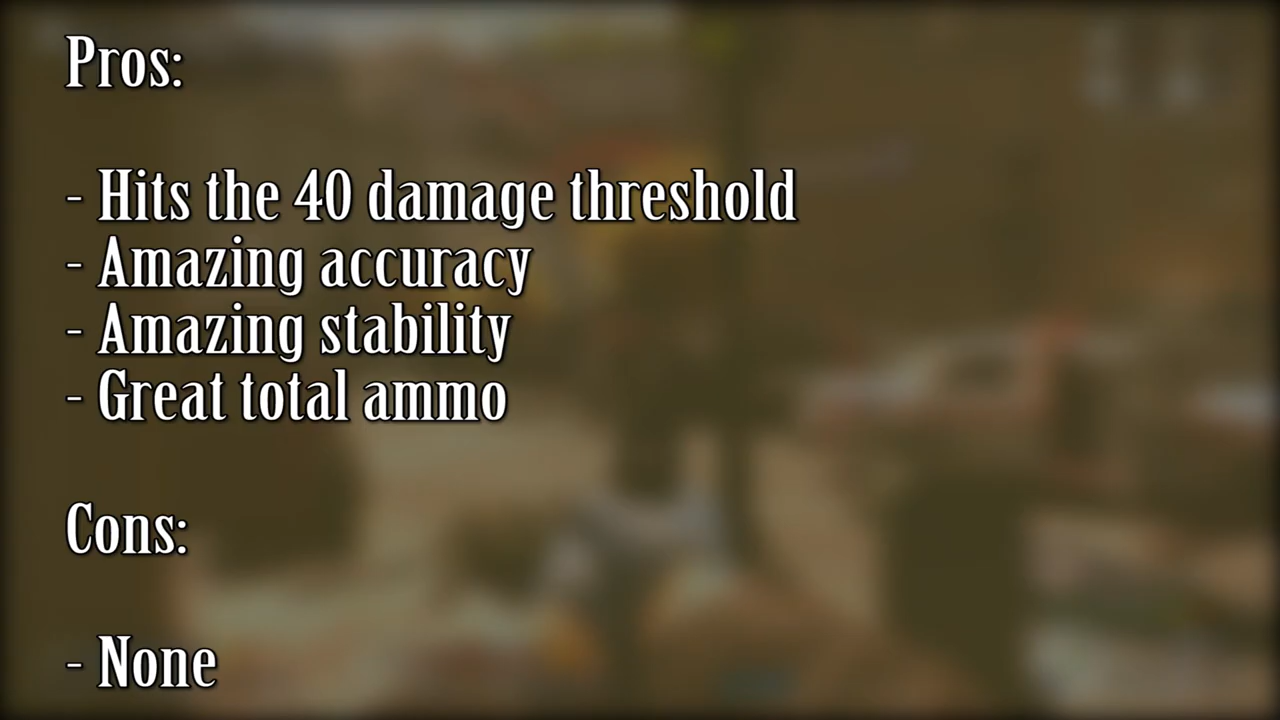 Pros:
- Hits the 40 damage threshold
- Amazing accuracy
- Amazing stability
- Great total ammo
Cons:
- None